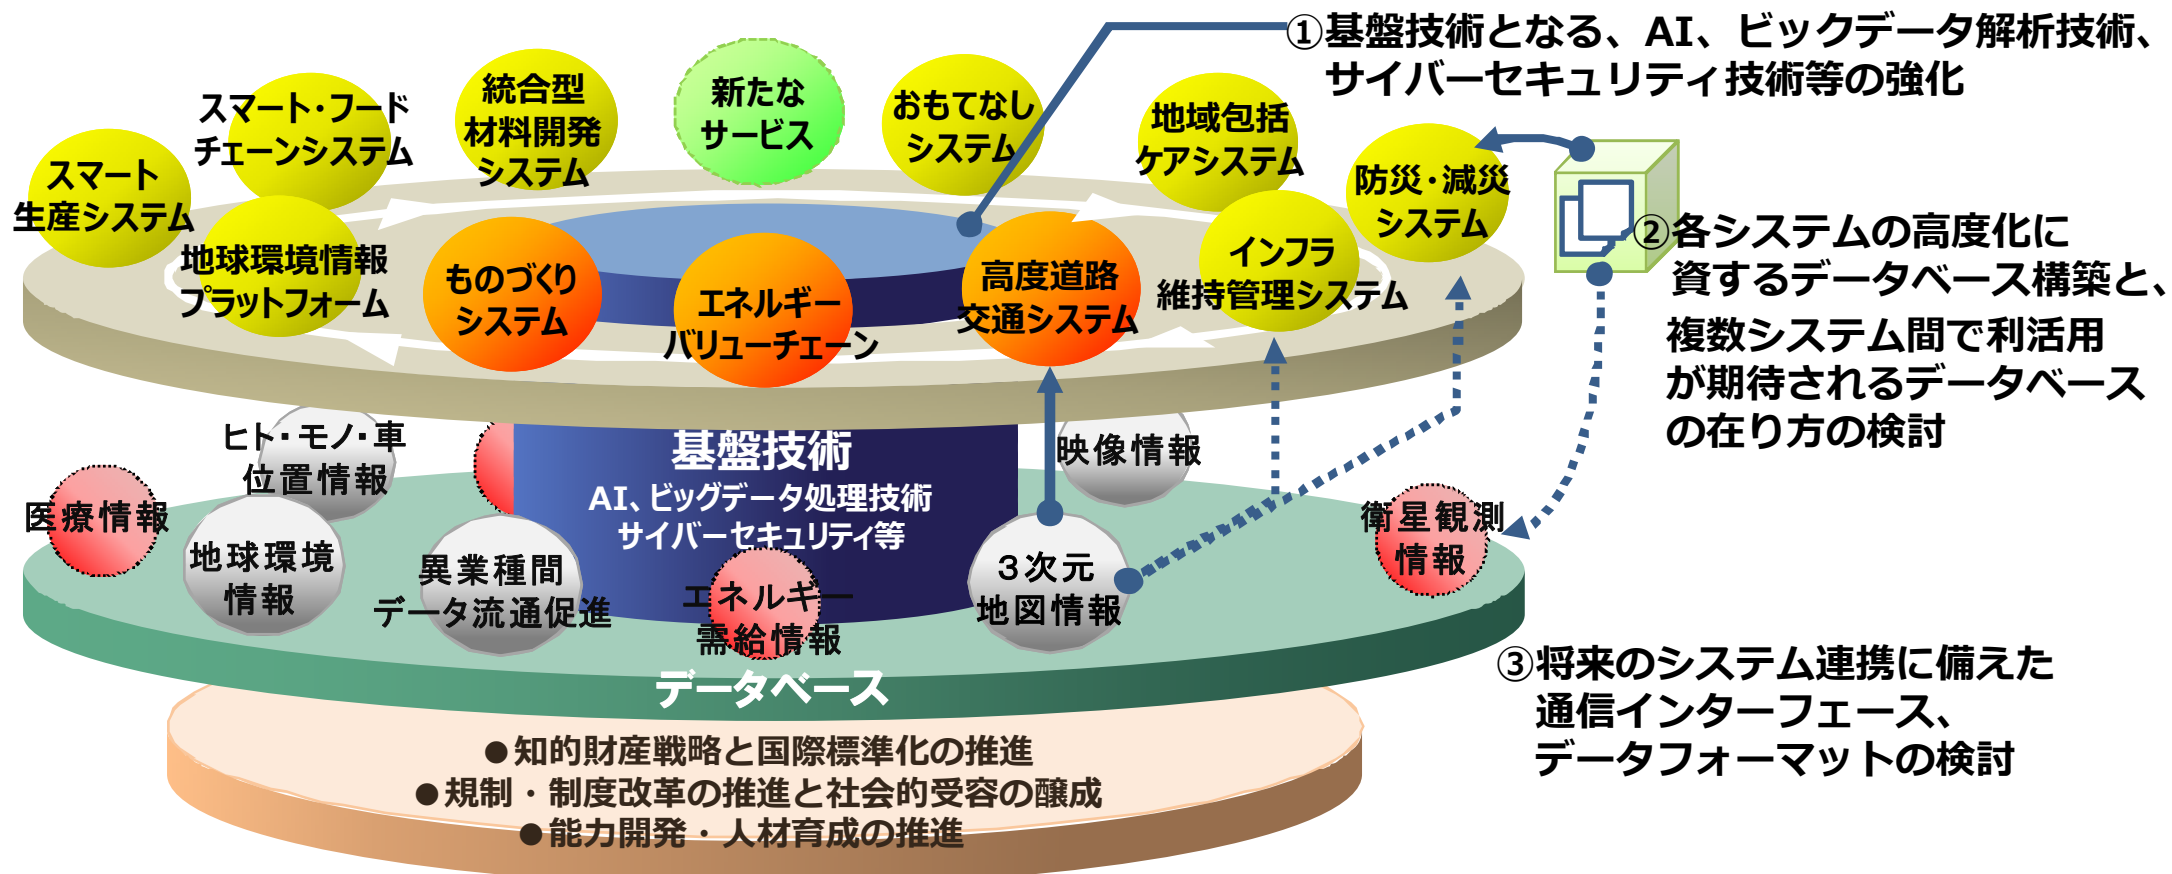 ①基盤技術となる、AI、ビックデータ解析技術、
サイバーセキュリティ技術等の強化
スマート・フード
チェーンシステム
統合型
材料開発
システム
新たな
サービス
おもてなし
システム
地域包括
ケアシステム
スマート
生産システム
防災・減災
システム
地球環境情報
プラットフォーム
ものづくり
システム
エネルギー
バリューチェーン
高度道路
交通システム
インフラ
維持管理システム
②各システムの高度化に
資するデータベース構築と、
複数システム間で利活用
が期待されるデータベース
の在り方の検討
ヒト・モノ・車
位置情報
基盤技術
AI、ビッグデータ処理技術
サイバーセキュリティ等
映像情報
医療情報
地球環境
情報
異業種間
データ流通促進
エネルギー
需給情報
3次元
地図情報
衛星観測
情報
データベース
③将来のシステム連携に備えた
通信インターフェース、
データフォーマットの検討
●知的財産戦略と国際標準化の推進
●規制・制度改革の推進と社会的受容の醸成
●能力開発・人材育成の推進